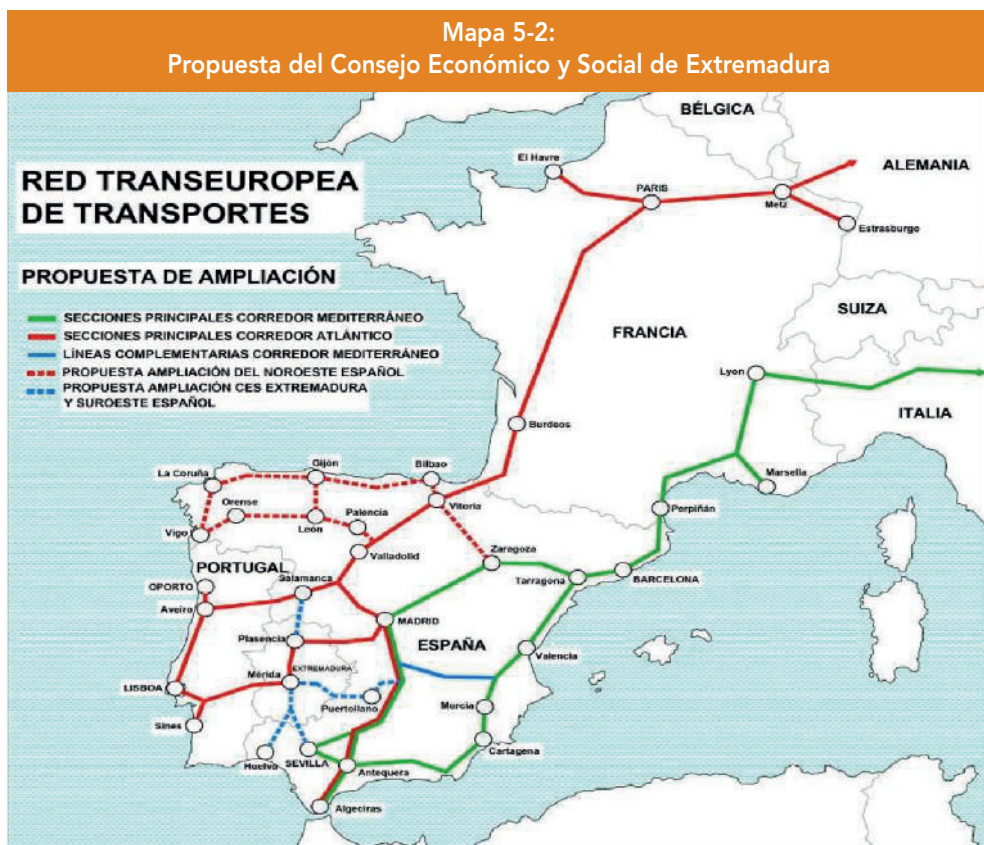 Mapa 5-2:
Propuesta del Consejo Económico y Social de Extremadura
RED TRANSEUROPEA
DE TRANSPORTES
PROPUESTA DE AMPLIACIÓN
SECCIONES PRINCIPALES CORREDOR MEDITERRÁNEO
SECCIONES PRINCIPALES CORREDOR ATLÁNTICO
LÍNEAS COMPLEMENTARIAS CORREDOR MEDITERRÁNEO
PROPUESTA AMPLIACIÓN DEL NOROESTE ESPAÑOL
PROPUESTA AMPLIACIÓN CES EXTREMADURA
Y SUROESTE ESPAÑOL
BÉLGICA
El Havre
ALEMANIA
PARIS
Metz
Estrasburgo
SUIZA
FRANCIA
Lyon
ITALIA
Burdeos
Marsella
Perpiñán
La Coruña
Gijón
Bilbao
Orense
Palencia
Vitoria
Vigo
León
Zaragoza
Valladolid
PORTUGAL
Salamanca
Tarragona
BARCELONA
OPORTO
Aveiro
MADRID
ESPAÑA
Plasencia
Valencia
EXTREMADURA
Mérida
LISBOA
Puertollano
Murcia
Sines
Cartagena
Huelva
SEVILLA
Antequera
Algeciras